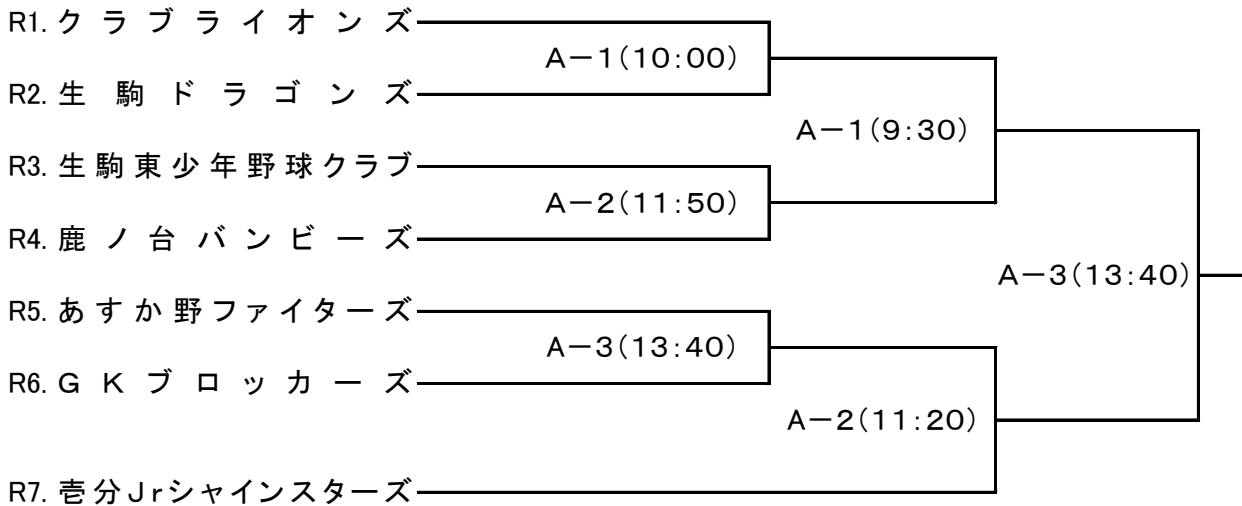 R1. クラブライオンズ
A－1(10:00)
R2. 生駒ドラゴンズ
A－1(9:30)
R3. 生駒東少年野球クラブ
A－2(11:50)
R4. 鹿ノ台バンビーズ
A－3(13:40)
R5. あすか野ファイターズ
A－3(13:40)
R6. GKブロッカーズ
A－2(11:20)
R7. 壱分Jrシャインスターズ